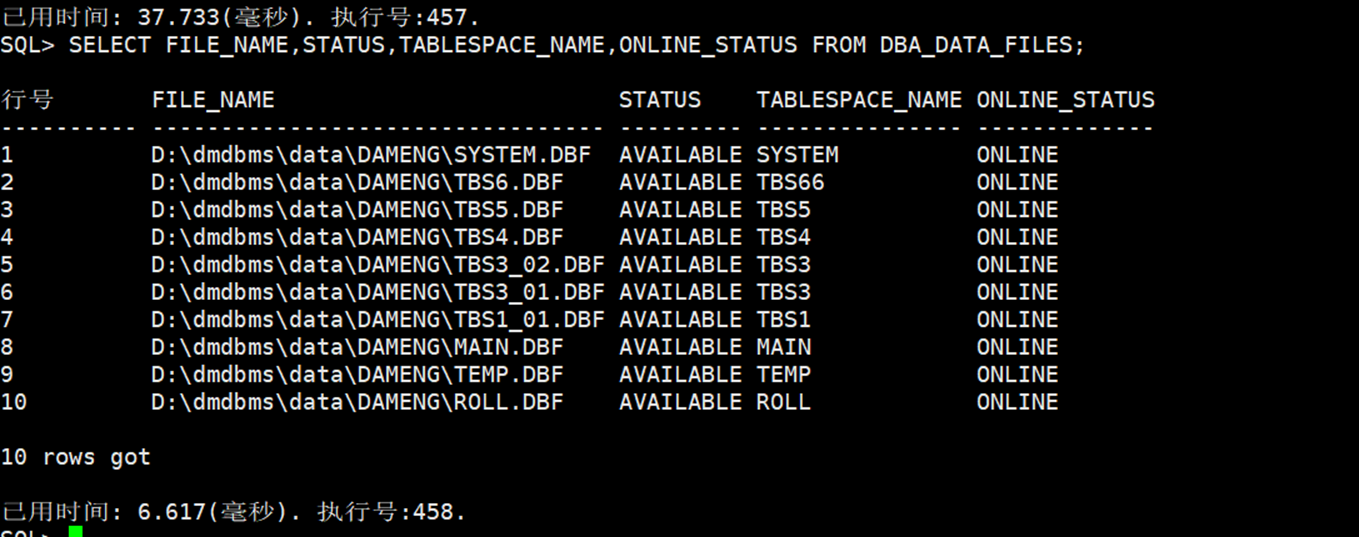 已用时间: 37.733(毫秒). 执行号:457.
SQL> SELECT FILE_NAME,STATUS,TABLESPACE_NAME,ONLINE_STATUS FROM DBA_DATA_FILES;
行号 FILE_NAME STATUS TABLESPACE_NAME ONLINE_STATUS
---------- --------------------------------- --------- --------------- -------------
1 D:\dmdbms\data\DAMENG\SYSTEM.DBF AVAILABLE SYSTEM ONLINE
2 D:\dmdbms\data\DAMENG\TBS6.DBF AVAILABLE TBS66 ONLINE
3 D:\dmdbms\data\DAMENG\TBS5.DBF AVAILABLE TBS5 ONLINE
4 D:\dmdbms\data\DAMENG\TBS4.DBF AVAILABLE TBS4 ONLINE
5 D:\dmdbms\data\DAMENG\TBS3_02.DBF AVAILABLE TBS3 ONLINE
6 D:\dmdbms\data\DAMENG\TBS3_01.DBF AVAILABLE TBS3 ONLINE
7 D:\dmdbms\data\DAMENG\TBS1_01.DBF AVAILABLE TBS1 ONLINE
8 D:\dmdbms\data\DAMENG\MAIN.DBF AVAILABLE MAIN ONLINE
9 D:\dmdbms\data\DAMENG\TEMP.DBF AVAILABLE TEMP ONLINE
10 D:\dmdbms\data\DAMENG\ROLL.DBF AVAILABLE ROLL ONLINE
10 rows got
已用时间: 6.617(毫秒). 执行号:458.
SQL>